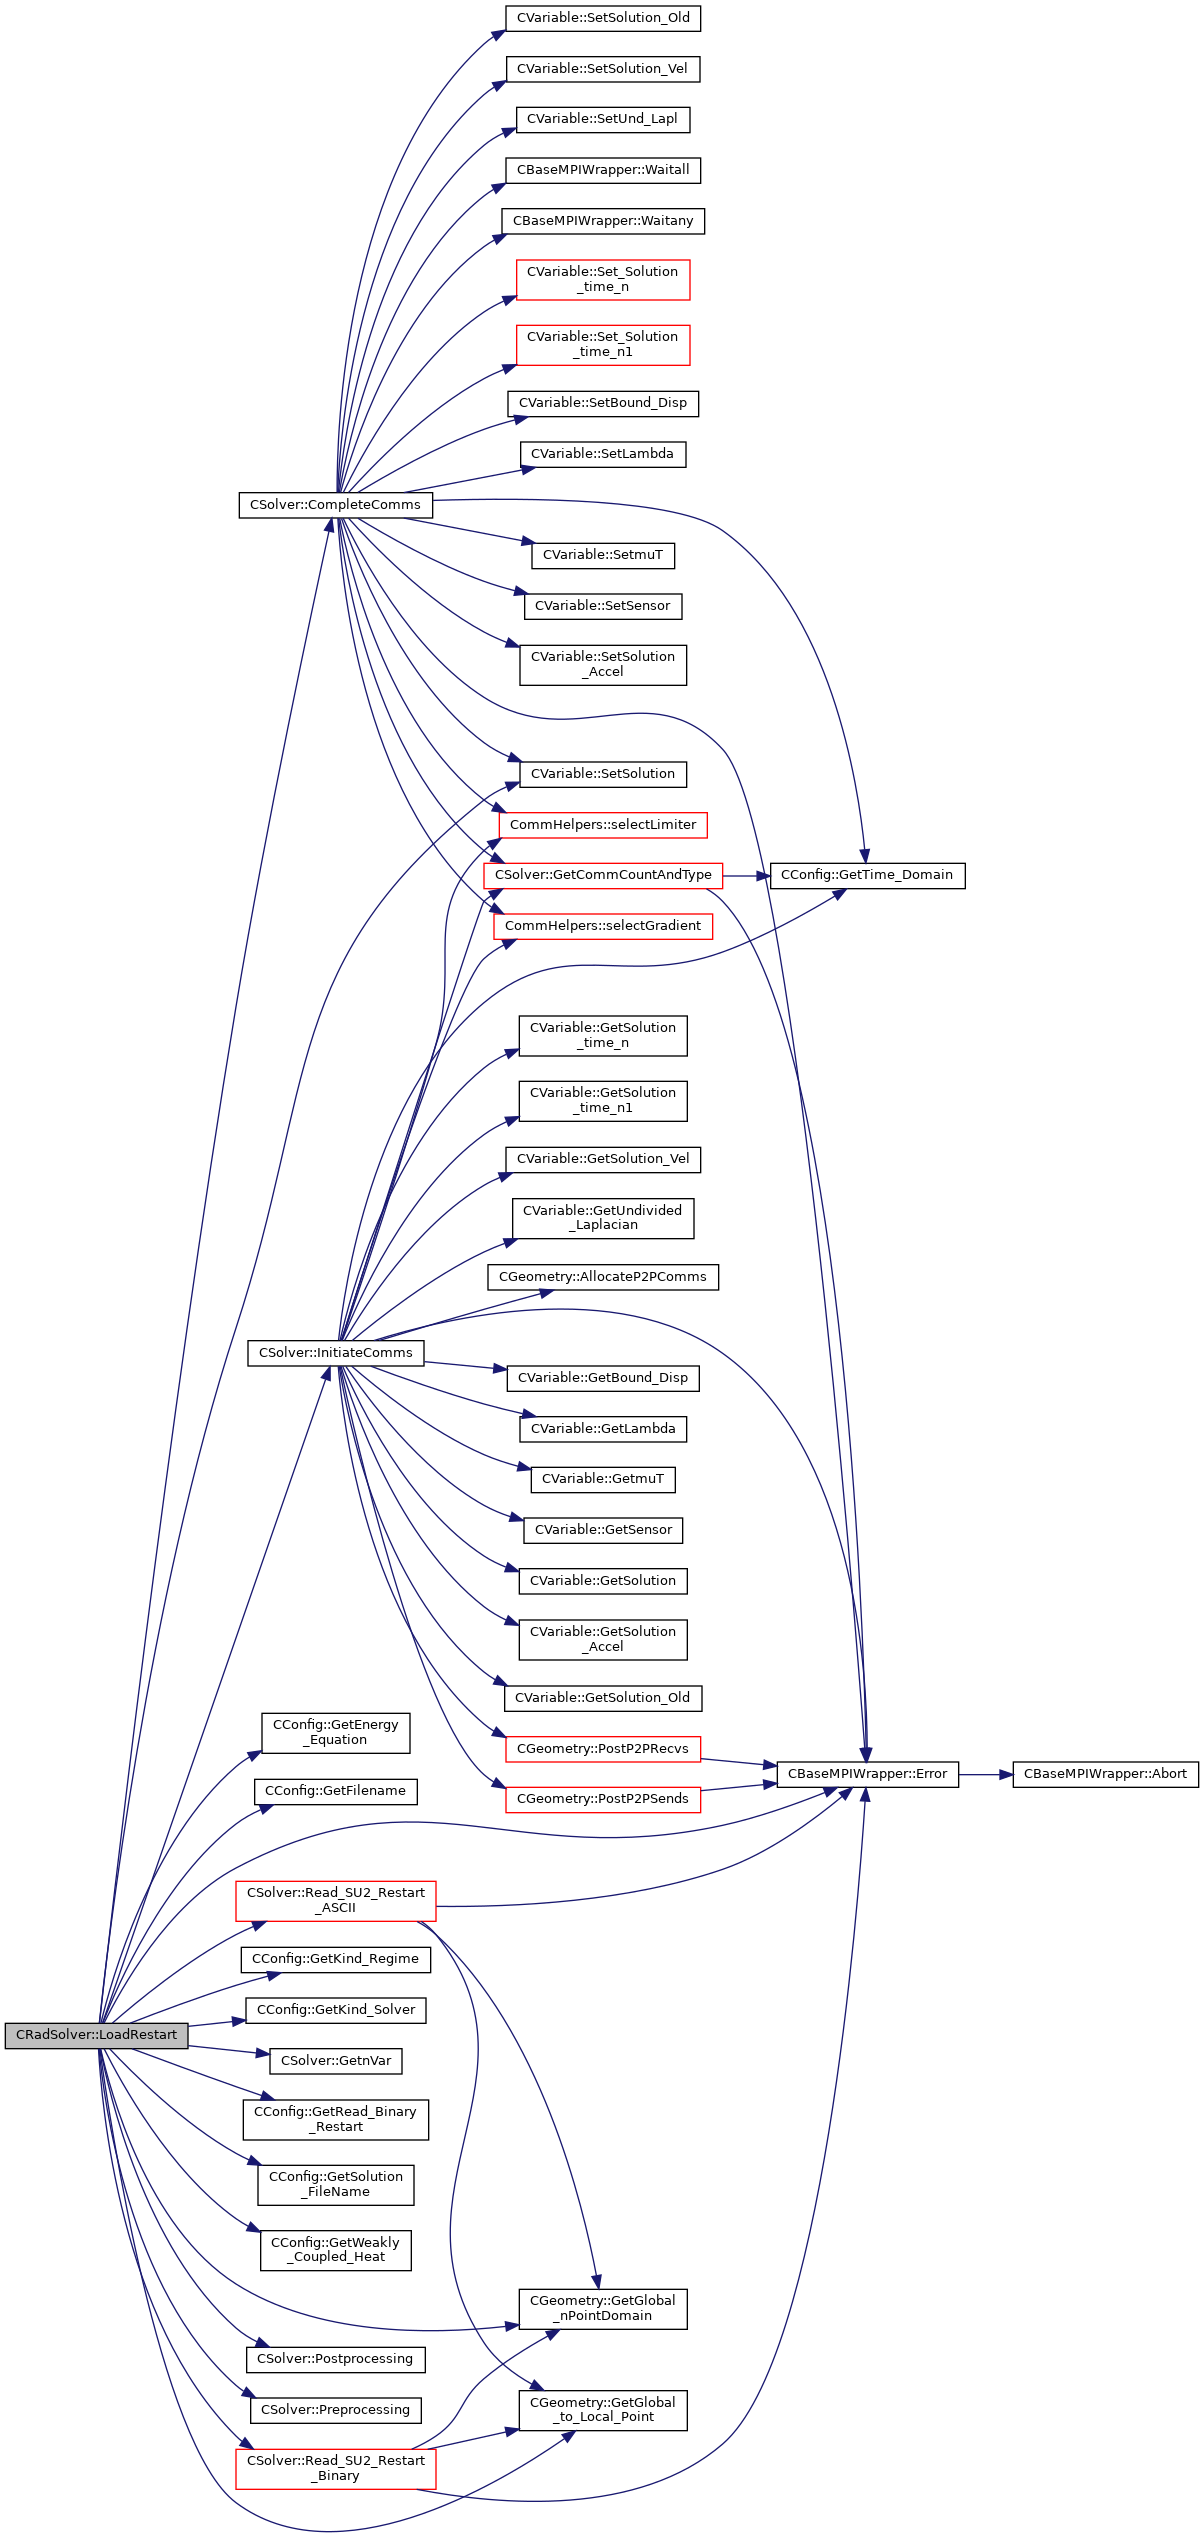 CVariable::SetSolution_Old
CVariable::SetSolution_Vel
CVariable::SetUnd_Lapl
CBaseMPIWrapper::Waitall
CBaseMPIWrapper::Waitany
CVariable::Set_Solution
_time_n
CVariable::Set_Solution
_time_n1
CVariable::SetBound_Disp
CVariable::SetLambda
CSolver::CompleteComms
CVariable::SetmuT
CVariable::SetSensor
CVariable::SetSolution
_Accel
CVariable::SetSolution
CommHelpers::selectLimiter
CSolver::GetCommCountAndType
CConfig::GetTime_Domain
CommHelpers::selectGradient
CVariable::GetSolution
_time_n
CVariable::GetSolution
_time_n1
CVariable::GetSolution_Vel
CVariable::GetUndivided
_Laplacian
CGeometry::AllocateP2PComms
CSolver::InitiateComms
CVariable::GetBound_Disp
CVariable::GetLambda
CVariable::GetmuT
CVariable::GetSensor
CVariable::GetSolution
CVariable::GetSolution
_Accel
CVariable::GetSolution_Old
CConfig::GetEnergy
_Equation
CGeometry::PostP2PRecvs
CBaseMPIWrapper::Error
CBaseMPIWrapper::Abort
CConfig::GetFilename
CGeometry::PostP2PSends
CSolver::Read_SU2_Restart
_ASCII
CConfig::GetKind_Regime
CConfig::GetKind_Solver
CRadSolver::LoadRestart
CSolver::GetnVar
CConfig::GetRead_Binary
_Restart
CConfig::GetSolution
_FileName
CConfig::GetWeakly
_Coupled_Heat
CGeometry::GetGlobal
_nPointDomain
CSolver::Postprocessing
CSolver::Preprocessing
CGeometry::GetGlobal
_to_Local_Point
CSolver::Read_SU2_Restart
_Binary